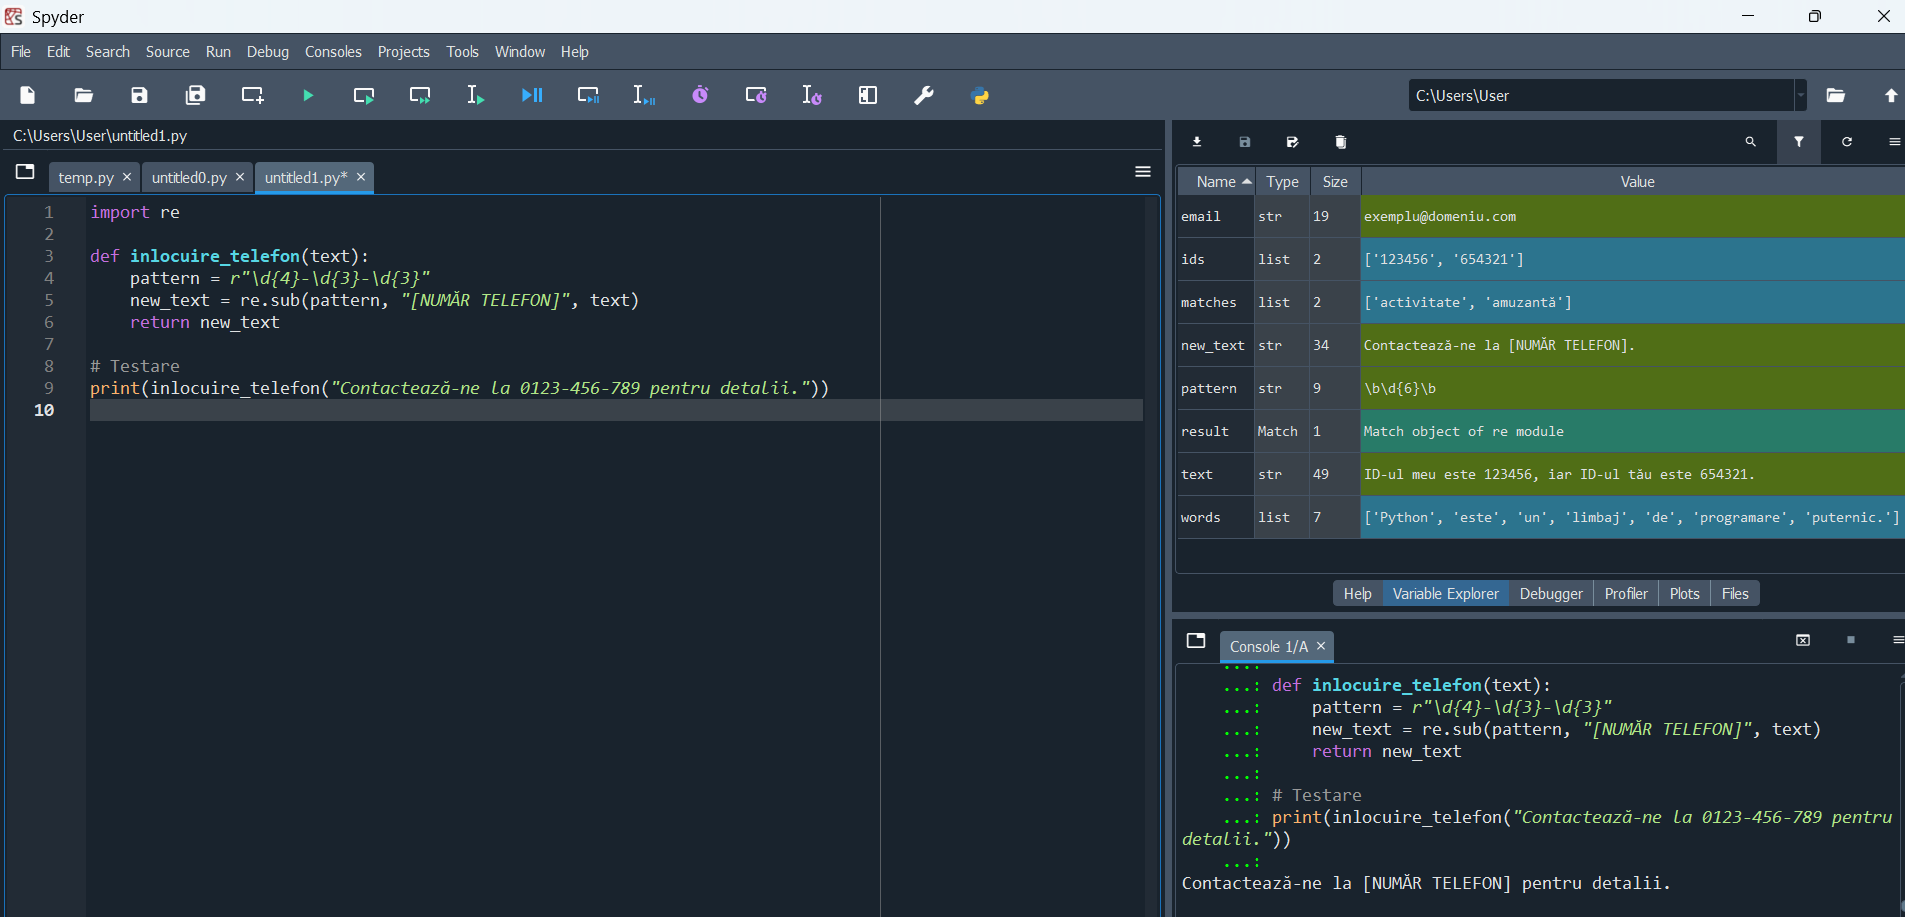 Spyder
File Edit Search Source Run Debug Consoles Projects Tools Window Help
C:\Users\User
C:\Users\User\untitled1.py
temp.py untitled0.py untitled1.py*
1 import re
2
3 def inlocuire_telefon(text):
4     pattern = r"\d{4}-\d{3}-\d{3}"
5     new_text = re.sub(pattern, "[NUMĂR TELEFON]", text)
6     return new_text
7
8 # Testare
9 print(inlocuire_telefon("Contactează-ne la 0123-456-789 pentru detalii."))
10
Name Type Size Value
email str 19 exemplu@domeniu.com
ids list 2 ['123456', '654321']
matches list 2 ['activitate', 'amuzantă']
new_text str 34 Contactează-ne la [NUMĂR TELEFON].
pattern str 9 \b\d{6}\b
result Match 1 Match object of re module
text str 49 ID-ul meu este 123456, iar ID-ul tău este 654321.
words list 7 ['Python', 'este', 'un', 'limbaj', 'de', 'programare', 'puternic.']
Help Variable Explorer Debugger Profiler Plots Files
Console 1/A
...: def inlocuire_telefon(text):
...:     pattern = r"\d{4}-\d{3}-\d{3}"
...:     new_text = re.sub(pattern, "[NUMĂR TELEFON]", text)
...:     return new_text
...:
...: # Testare
...: print(inlocuire_telefon("Contactează-ne la 0123-456-789 pentru
detalii."))
...:
Contactează-ne la [NUMĂR TELEFON] pentru detalii.